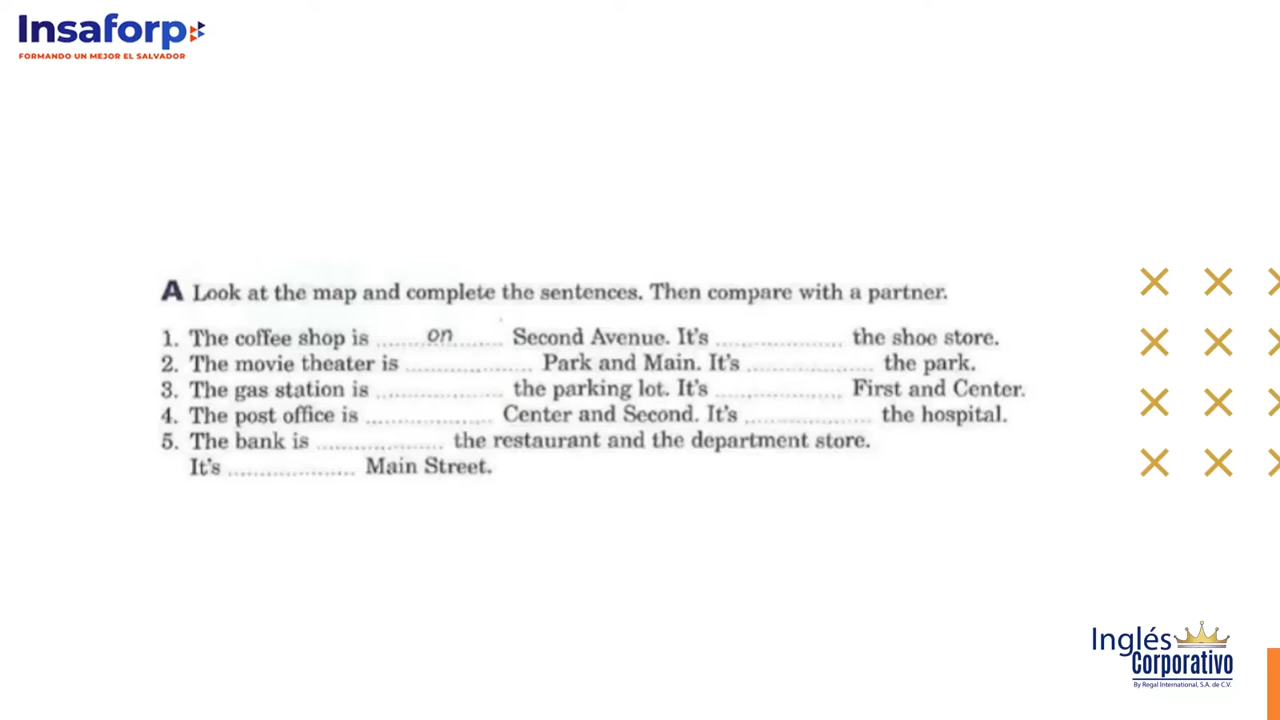 Insaforp
FORMANDO UN MEJOR EL SALVADOR
A Look at the map and complete the sentences. Then compare with a partner.
1. The coffee shop is ......on...... Second Avenue. It's .................. the shoe store.
2. The movie theater is .................. Park and Main. It's .................. the park.
3. The gas station is .................. the parking lot. It's .................. First and Center.
4. The post office is .................. Center and Second. It's .................. the hospital.
5. The bank is .................. the restaurant and the department store.
It's .................. Main Street.
Inglés
Corporativo
By Regal International, S.A. de C.V.